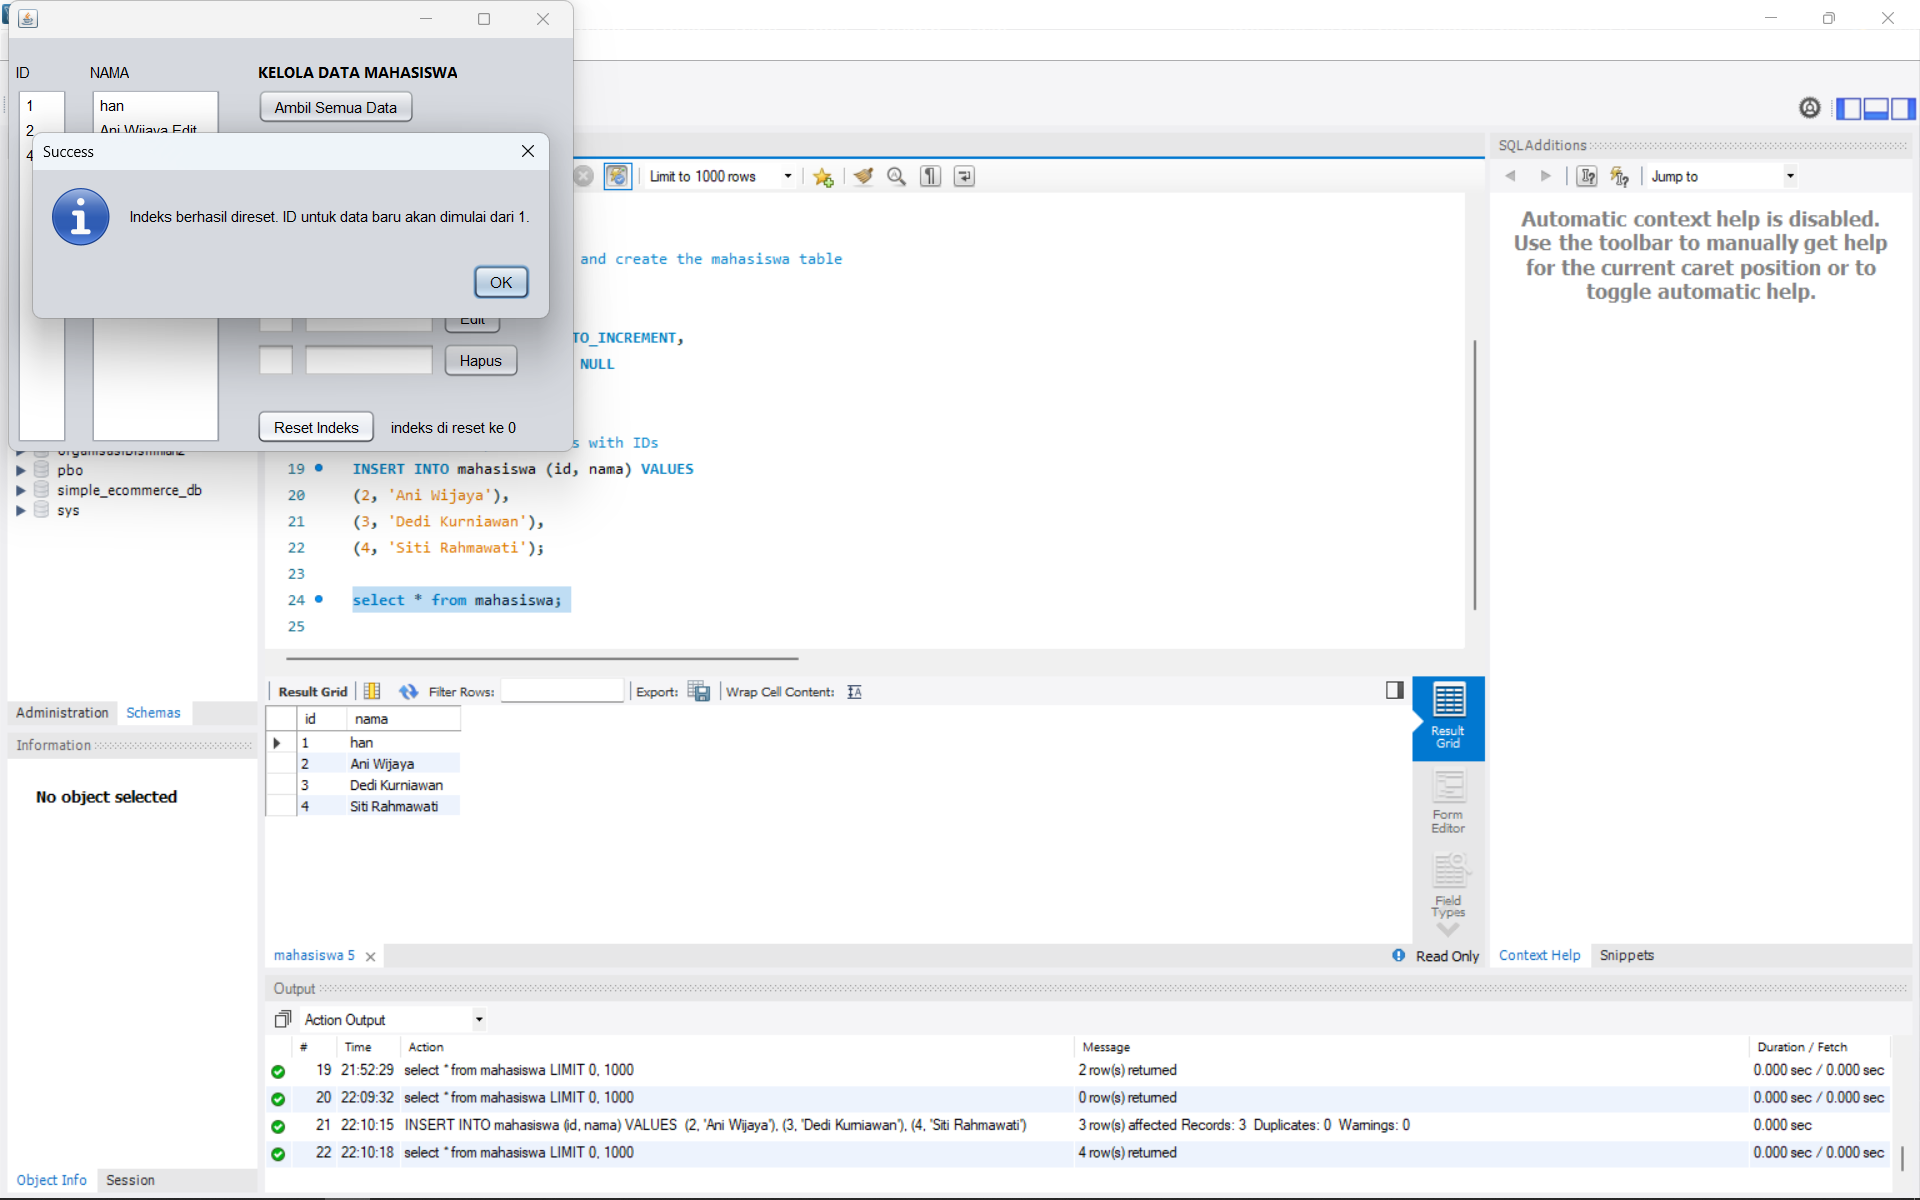 ID
NAMA
KELOLA DATA MAHASISWA
1
han
Ambil Semua Data
2
Ani Wijaya Edit
4
Success
Indeks berhasil direset. ID untuk data baru akan dimulai dari 1.
OK
Edit
Hapus
Reset Indeks
indeks di reset ke 0
pbo
simple_ecommerce_db
sys
Administration
Schemas
Information
No object selected
Object Info
Session
Limit to 1000 rows
and create the mahasiswa table
TO_INCREMENT,
NULL
s with IDs
19 INSERT INTO mahasiswa (id, nama) VALUES
20 (2, 'Ani Wijaya'),
21 (3, 'Dedi Kurniawan'),
22 (4, 'Siti Rahmawati');
23
24 select * from mahasiswa;
25
Result Grid
Filter Rows:
Export:
Wrap Cell Content:
id nama
1 han
2 Ani Wijaya
3 Dedi Kurniawan
4 Siti Rahmawati
Result
Grid
Form
Editor
Field
Types
mahasiswa 5
Read Only
SQLAdditions
Jump to
Automatic context help is disabled.
Use the toolbar to manually get help
for the current caret position or to
toggle automatic help.
Context Help
Snippets
Output
Action Output
# Time Action Message Duration / Fetch
19 21:52:29 select * from mahasiswa LIMIT 0, 1000 2 row(s) returned 0.000 sec / 0.000 sec
20 22:09:32 select * from mahasiswa LIMIT 0, 1000 0 row(s) returned 0.000 sec / 0.000 sec
21 22:10:15 INSERT INTO mahasiswa (id, nama) VALUES (2, 'Ani Wijaya'), (3, 'Dedi Kurniawan'), (4, 'Siti Rahmawati') 3 row(s) affected Records: 3 Duplicates: 0 Warnings: 0 0.000 sec
22 22:10:18 select * from mahasiswa LIMIT 0, 1000 4 row(s) returned 0.000 sec / 0.000 sec